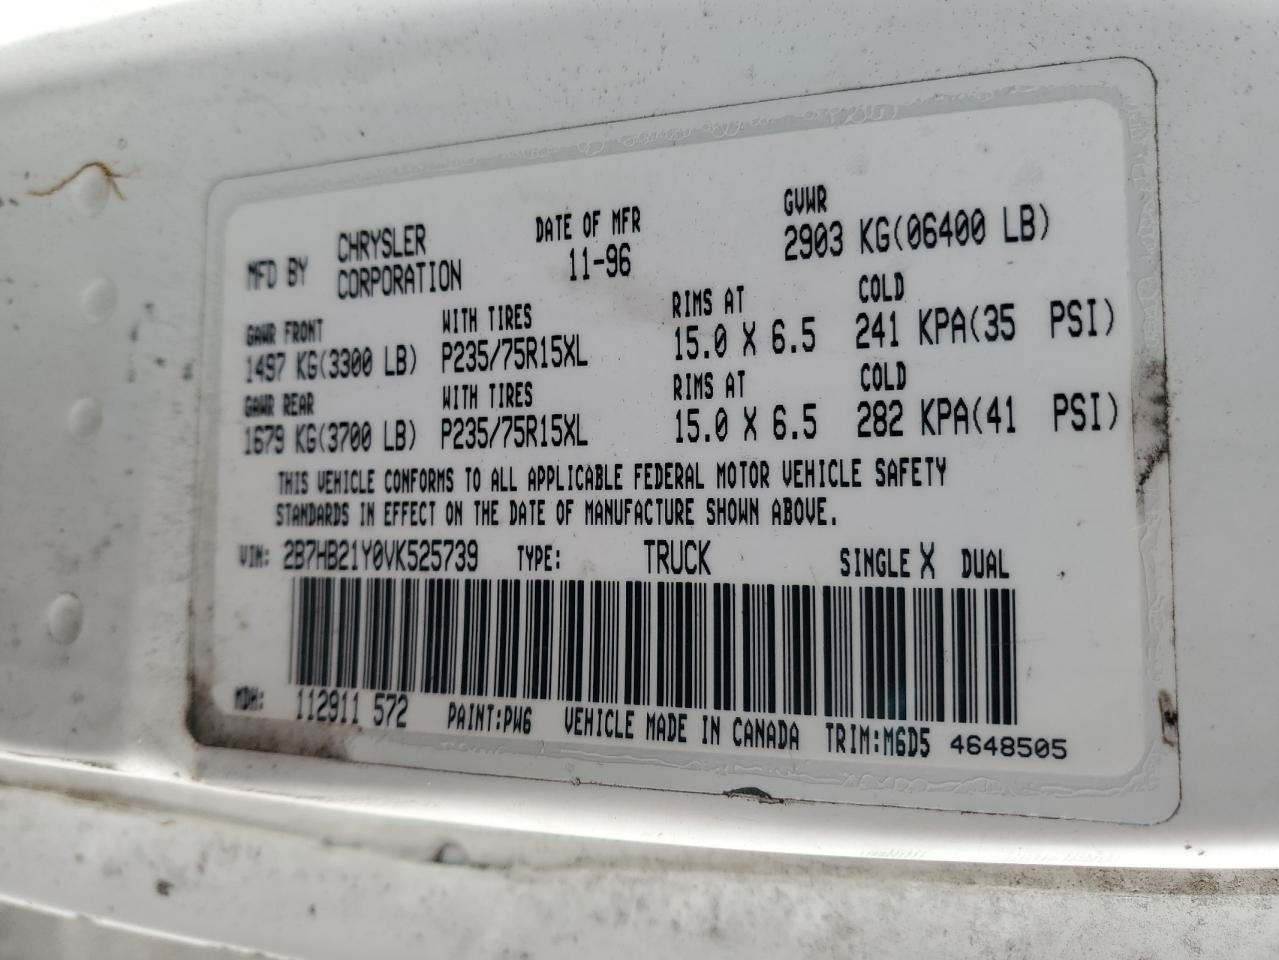 MFD BY CHRYSLER CORPORATION DATE OF MFR 11-96 GVWR 2903 KG(06400 LB)
GAWR FRONT WITH TIRES RIMS AT COLD
1497 KG(3300 LB) P235/75R15XL 15.0 X 6.5 241 KPA(35 PSI)
GAWR REAR WITH TIRES RIMS AT COLD
1679 KG(3700 LB) P235/75R15XL 15.0 X 6.5 282 KPA(41 PSI)
THIS VEHICLE CONFORMS TO ALL APPLICABLE FEDERAL MOTOR VEHICLE SAFETY
STANDARDS IN EFFECT ON THE DATE OF MANUFACTURE SHOWN ABOVE.
VIN: 2B7HB21Y0VK525739 TYPE: TRUCK SINGLE X DUAL
MDH: 112911 572 PAINT:PW6 VEHICLE MADE IN CANADA TRIM:M6D5 4648505